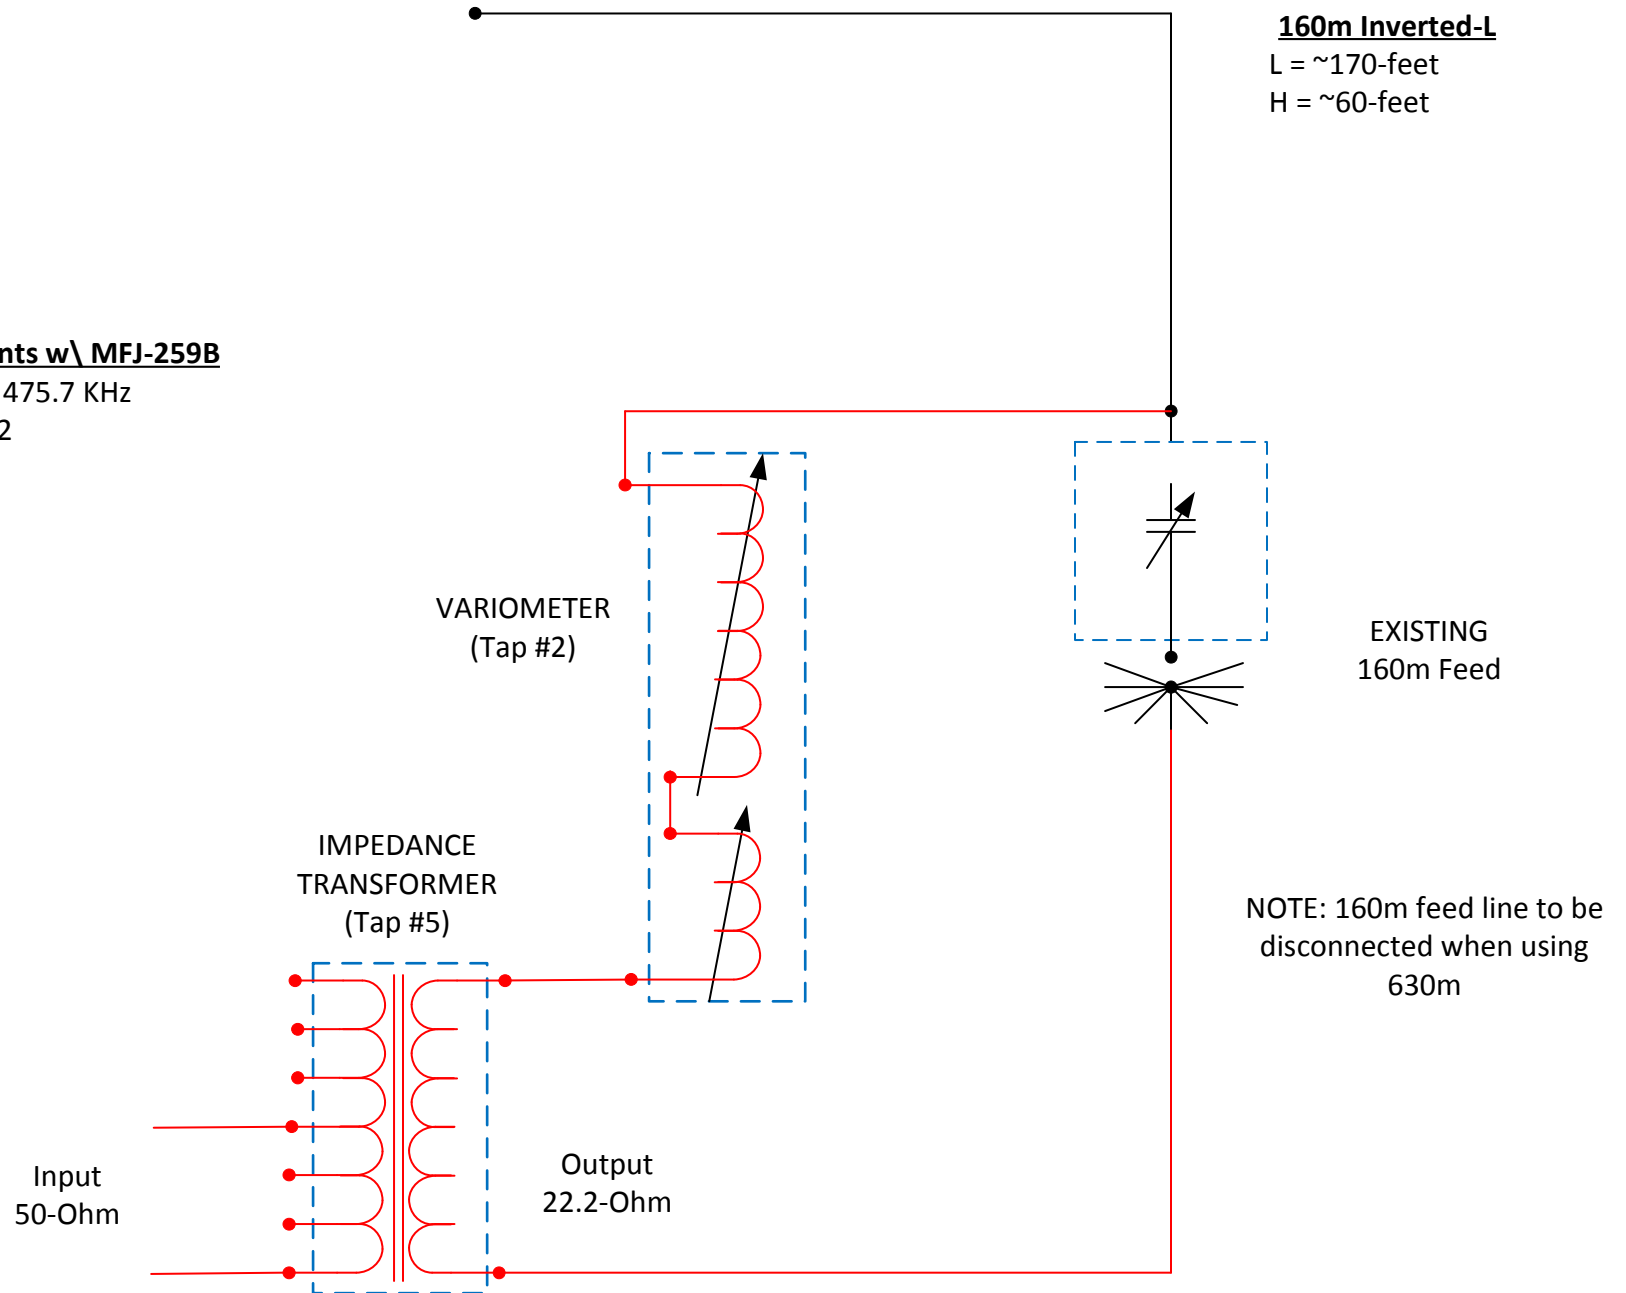 160m Inverted-L
L = ~170-feet
H = ~60-feet
w\ MFJ-259B
475.7 KHz
VARIOMETER
(Tap #2)
EXISTING
160m Feed
IMPEDANCE
TRANSFORMER
(Tap #5)
NOTE: 160m feed line to be
disconnected when using
630m
Input
50-Ohm
Output
22.2-Ohm